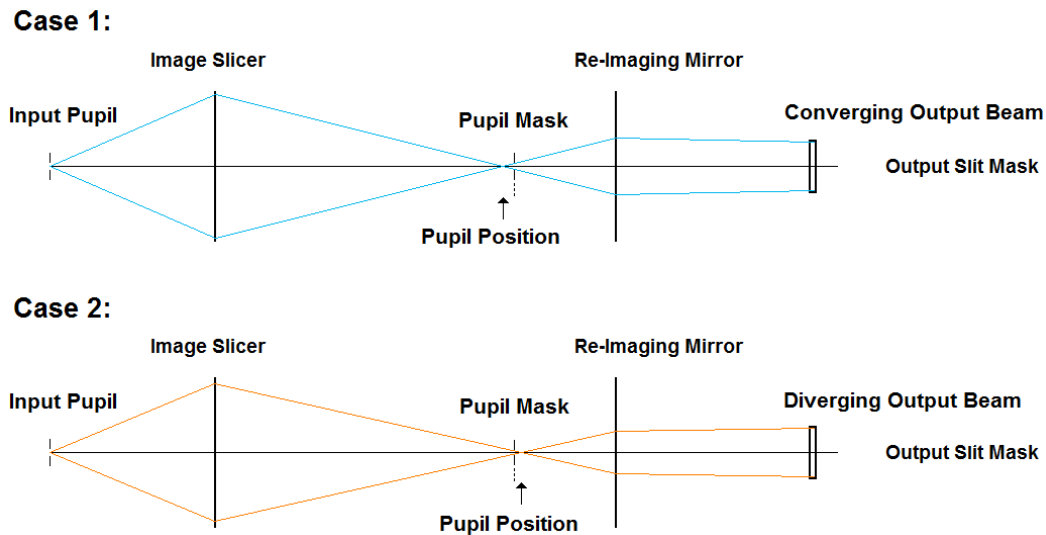 Case 1:
Image Slicer
Re-Imaging Mirror
Input Pupil
Pupil Mask
Converging Output Beam
Output Slit Mask
Pupil Position
Case 2:
Image Slicer
Re-Imaging Mirror
Input Pupil
Pupil Mask
Diverging Output Beam
Output Slit Mask
Pupil Position